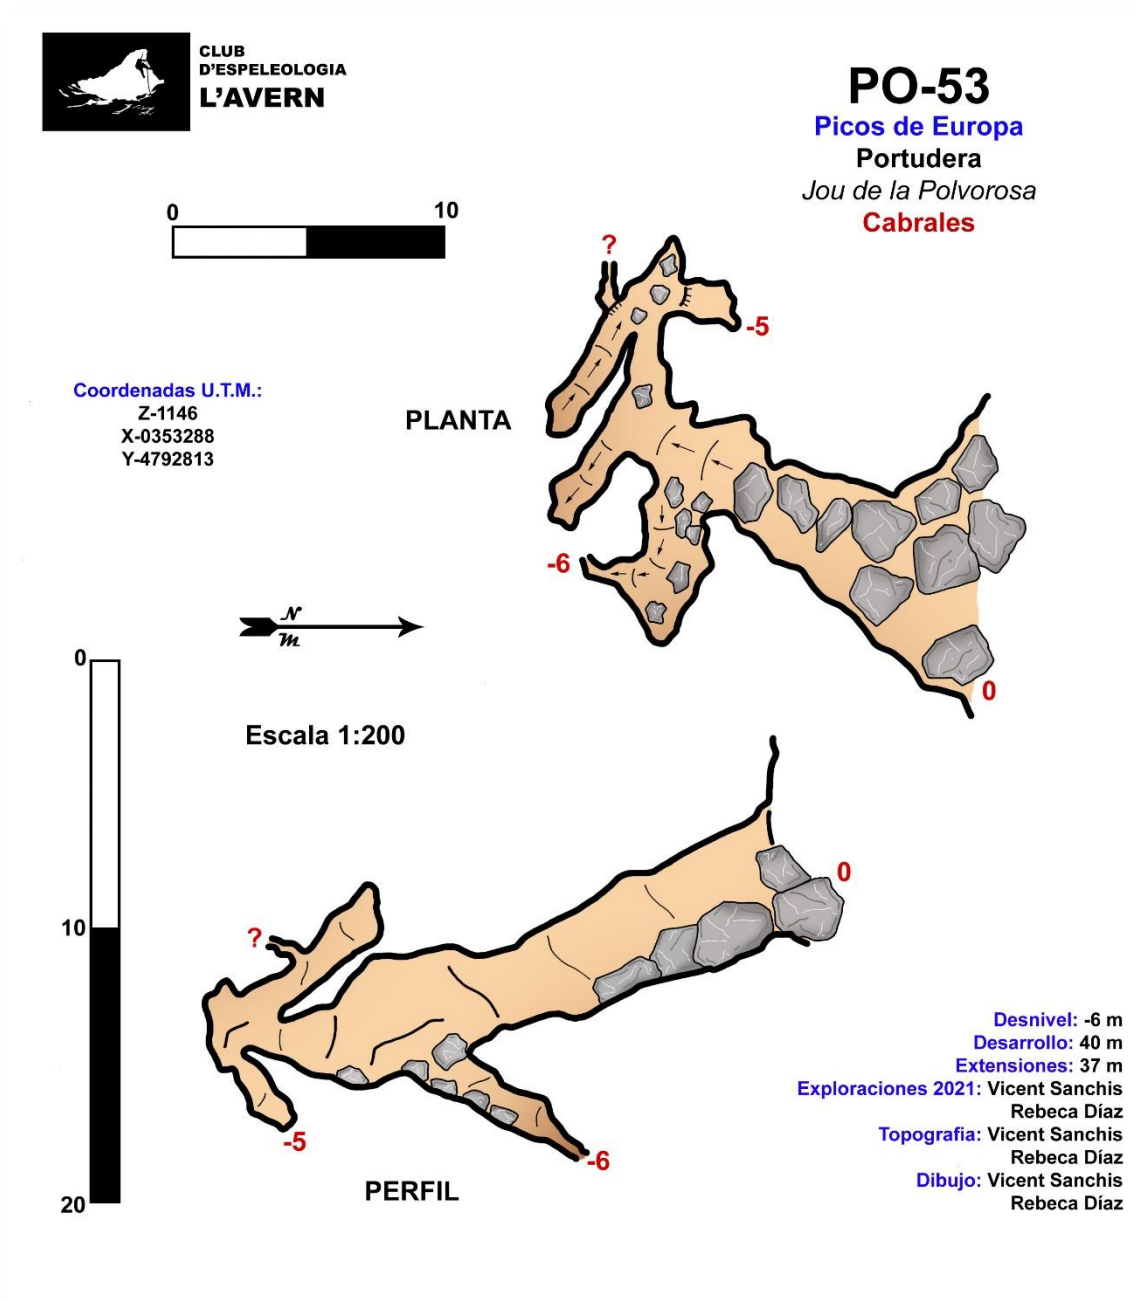 CLUB
D'ESPELEOLOGIA
L'AVERN
PO-53
Picos de Europa
Portudera
Jou de la Polvorosa
Cabrales
0 10
?
-5
Coordenadas U.T.M.:
Z-1146
X-0353288
Y-4792813
PLANTA
-6
N
m
0
0
Escala 1:200
0
10
?
-5
-6
20
PERFIL
Desnivel: -6 m
Desarrollo: 40 m
Extensiones: 37 m
Exploraciones 2021: Vicent Sanchis
Rebeca Díaz
Topografia: Vicent Sanchis
Rebeca Díaz
Dibujo: Vicent Sanchis
Rebeca Díaz